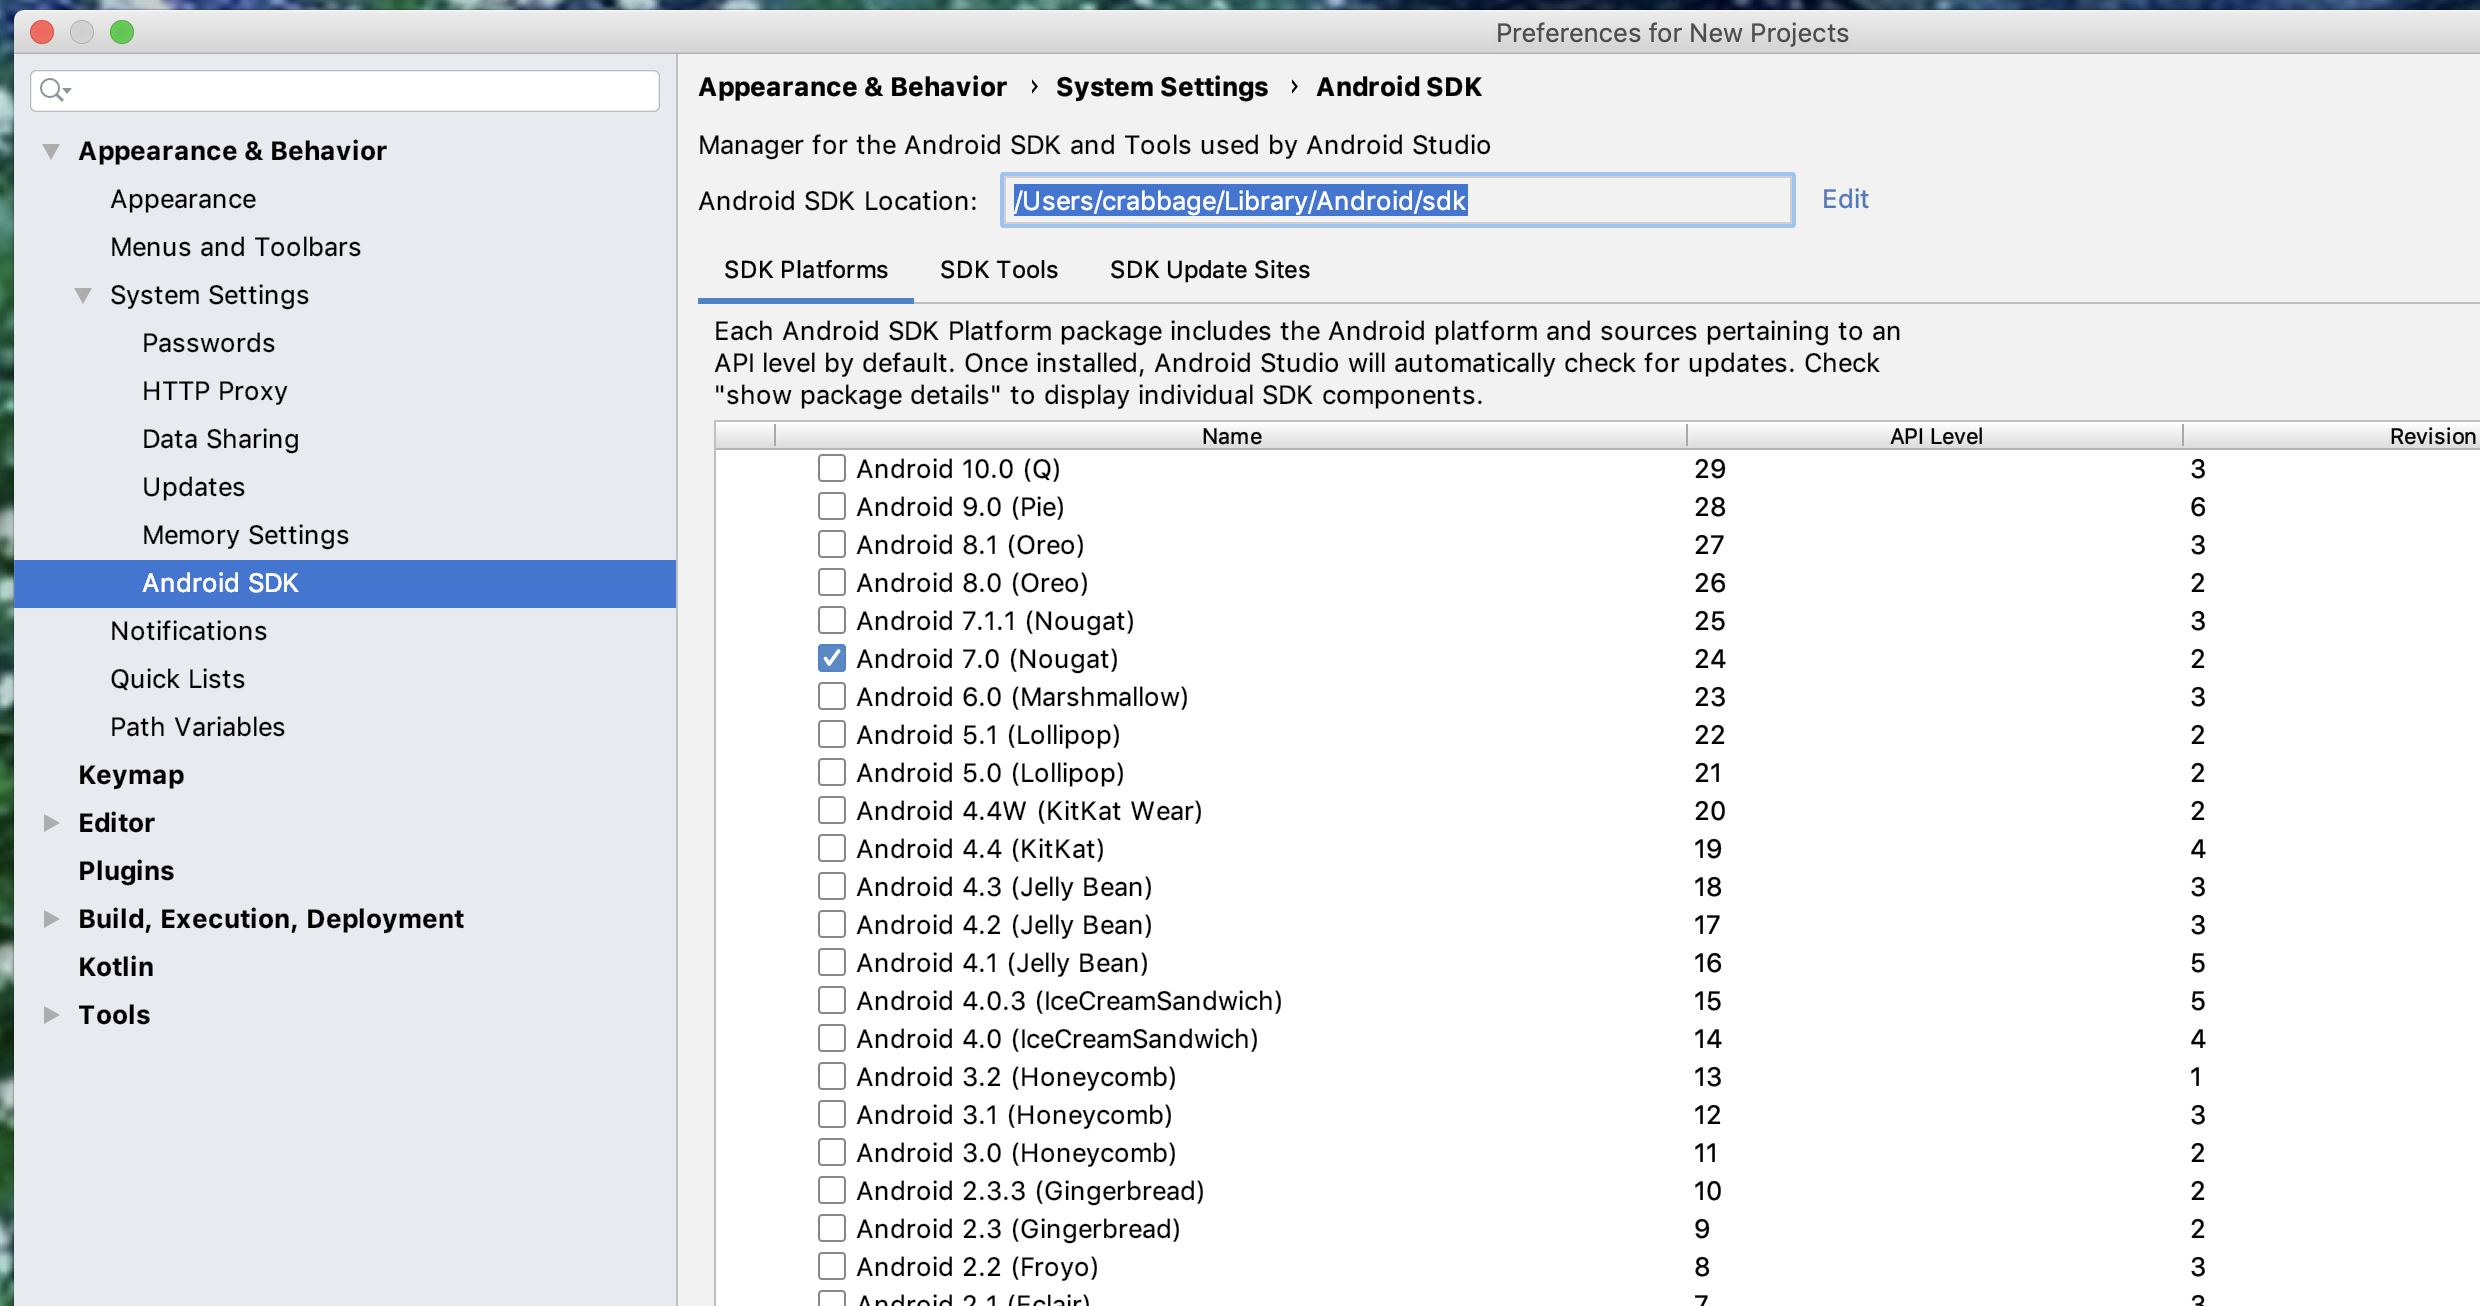 Preferences for New Projects
Appearance & Behavior
Appearance
Menus and Toolbars
System Settings
Passwords
HTTP Proxy
Data Sharing
Updates
Memory Settings
Android SDK
Notifications
Quick Lists
Path Variables
Keymap
Editor
Plugins
Build, Execution, Deployment
Kotlin
Tools
Appearance & Behavior › System Settings › Android SDK
Manager for the Android SDK and Tools used by Android Studio
Android SDK Location: /Users/crabbage/Library/Android/sdk Edit
SDK Platforms SDK Tools SDK Update Sites
Each Android SDK Platform package includes the Android platform and sources pertaining to an
API level by default. Once installed, Android Studio will automatically check for updates. Check
"show package details" to display individual SDK components.
Name API Level Revision
Android 10.0 (Q) 29 3
Android 9.0 (Pie) 28 6
Android 8.1 (Oreo) 27 3
Android 8.0 (Oreo) 26 2
Android 7.1.1 (Nougat) 25 3
Android 7.0 (Nougat) 24 2
Android 6.0 (Marshmallow) 23 3
Android 5.1 (Lollipop) 22 2
Android 5.0 (Lollipop) 21 2
Android 4.4W (KitKat Wear) 20 2
Android 4.4 (KitKat) 19 4
Android 4.3 (Jelly Bean) 18 3
Android 4.2 (Jelly Bean) 17 3
Android 4.1 (Jelly Bean) 16 5
Android 4.0.3 (IceCreamSandwich) 15 5
Android 4.0 (IceCreamSandwich) 14 4
Android 3.2 (Honeycomb) 13 1
Android 3.1 (Honeycomb) 12 3
Android 3.0 (Honeycomb) 11 2
Android 2.3.3 (Gingerbread) 10 2
Android 2.3 (Gingerbread) 9 2
Android 2.2 (Froyo) 8 3
Android 2.1 (Eclair) 7 3